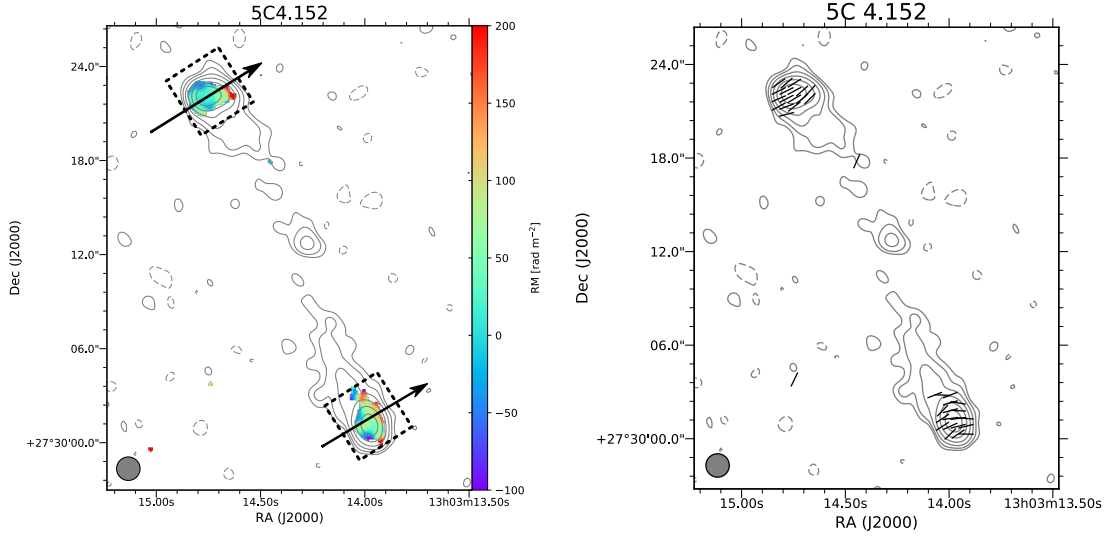 5C4.152
24.0"
18.0"
12.0"
06.0"
+27°30'00.0"
Dec (J2000)
15.00s
14.50s
14.00s
13h03m13.50s
RA (J2000)
200
150
100
50
0
−50
−100
RM [rad m⁻²]
5C 4.152
24.0"
18.0"
12.0"
06.0"
+27°30'00.0"
Dec (J2000)
15.00s
14.50s
14.00s
13h03m13.50s
RA (J2000)